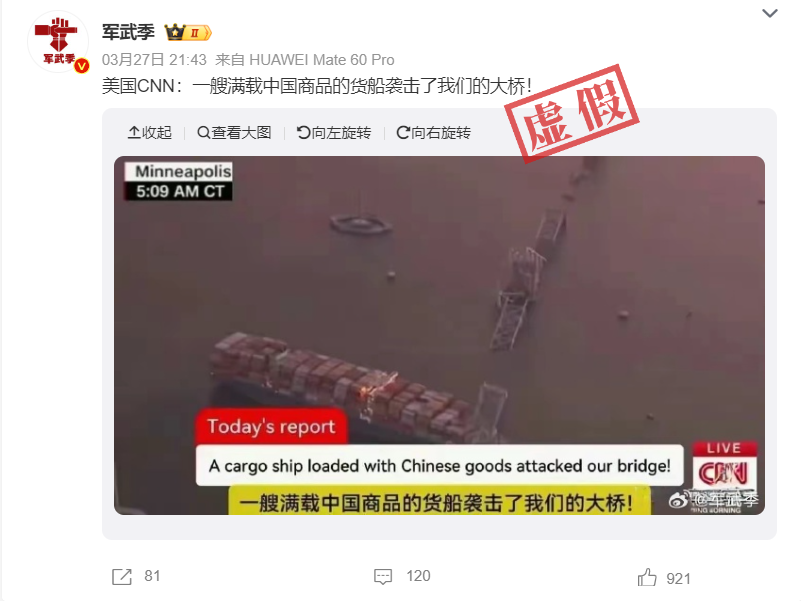 军武季
军武季 II
03月27日 21:43 来自 HUAWEI Mate 60 Pro
美国CNN：一艘满载中国商品的货船袭击了我们的大桥！
虚假
收起 查看大图 向左旋转 向右旋转
Minneapolis
5:09 AM CT
Today's report
A cargo ship loaded with Chinese goods attacked our bridge!
LIVE
CNN
一艘满载中国商品的货船袭击了我们的大桥！
@军武季
81 120 921